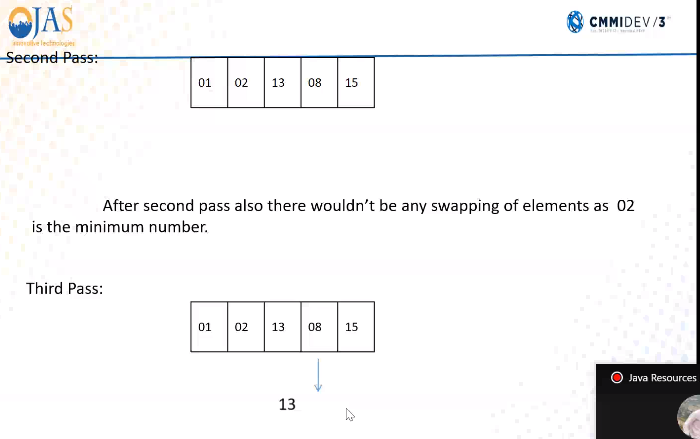 OJAS
innovative technologies
CMMIDEV/3
Second Pass:
01 02 13 08 15
After second pass also there wouldn't be any swapping of elements as 02
is the minimum number.
Third Pass:
01 02 13 08 15
13
Java Resources